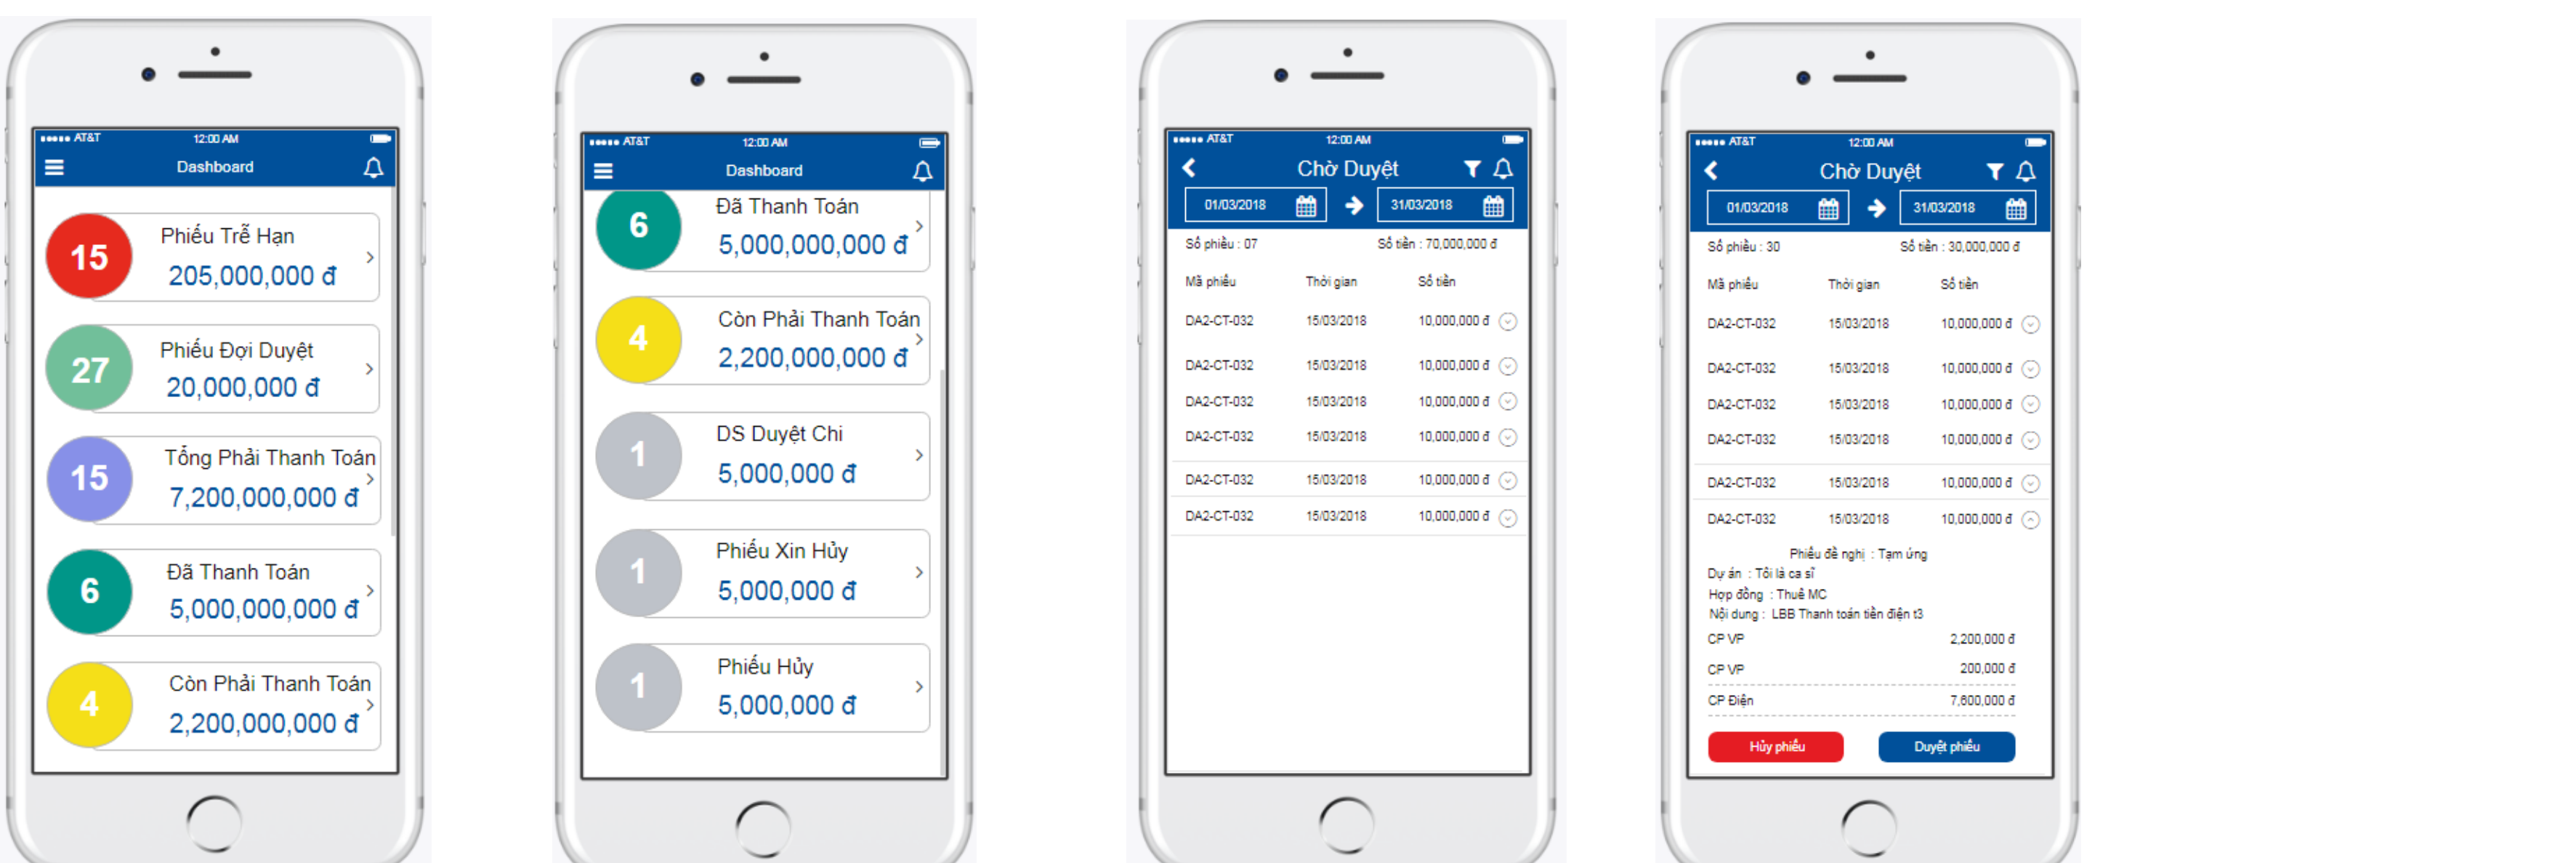 AT&T 12:00 AM
Dashboard
15 Phiếu Trễ Hạn
205,000,000 đ
27 Phiếu Đợi Duyệt
20,000,000 đ
15 Tổng Phải Thanh Toán
7,200,000,000 đ
6 Đã Thanh Toán
5,000,000,000 đ
4 Còn Phải Thanh Toán
2,200,000,000 đ
AT&T 12:00 AM
Dashboard
6 Đã Thanh Toán
5,000,000,000 đ
4 Còn Phải Thanh Toán
2,200,000,000 đ
1 DS Duyệt Chi
5,000,000 đ
1 Phiếu Xin Hủy
5,000,000 đ
1 Phiếu Hủy
5,000,000 đ
AT&T 12:00 AM
Chờ Duyệt
01/03/2018 31/03/2018
Số phiếu : 07 Số tiền : 70,000,000 đ
Mã phiếu Thời gian Số tiền
DA2-CT-032 15/03/2018 10,000,000 đ
DA2-CT-032 15/03/2018 10,000,000 đ
DA2-CT-032 15/03/2018 10,000,000 đ
DA2-CT-032 15/03/2018 10,000,000 đ
DA2-CT-032 15/03/2018 10,000,000 đ
DA2-CT-032 15/03/2018 10,000,000 đ
AT&T 12:00 AM
Chờ Duyệt
01/03/2018 31/03/2018
Số phiếu : 30 Số tiền : 30,000,000 đ
Mã phiếu Thời gian Số tiền
DA2-CT-032 15/03/2018 10,000,000 đ
DA2-CT-032 15/03/2018 10,000,000 đ
DA2-CT-032 15/03/2018 10,000,000 đ
DA2-CT-032 15/03/2018 10,000,000 đ
DA2-CT-032 15/03/2018 10,000,000 đ
DA2-CT-032 15/03/2018 10,000,000 đ
Phiếu đề nghị : Tạm ứng
Dự án : Tôi là ca sĩ
Hợp đồng : Thuê MC
Nội dung : LBB Thanh toán tiền điện t3
CP VP 2,200,000 đ
CP VP 200,000 đ
CP Điện 7,600,000 đ
Hủy phiếu Duyệt phiếu